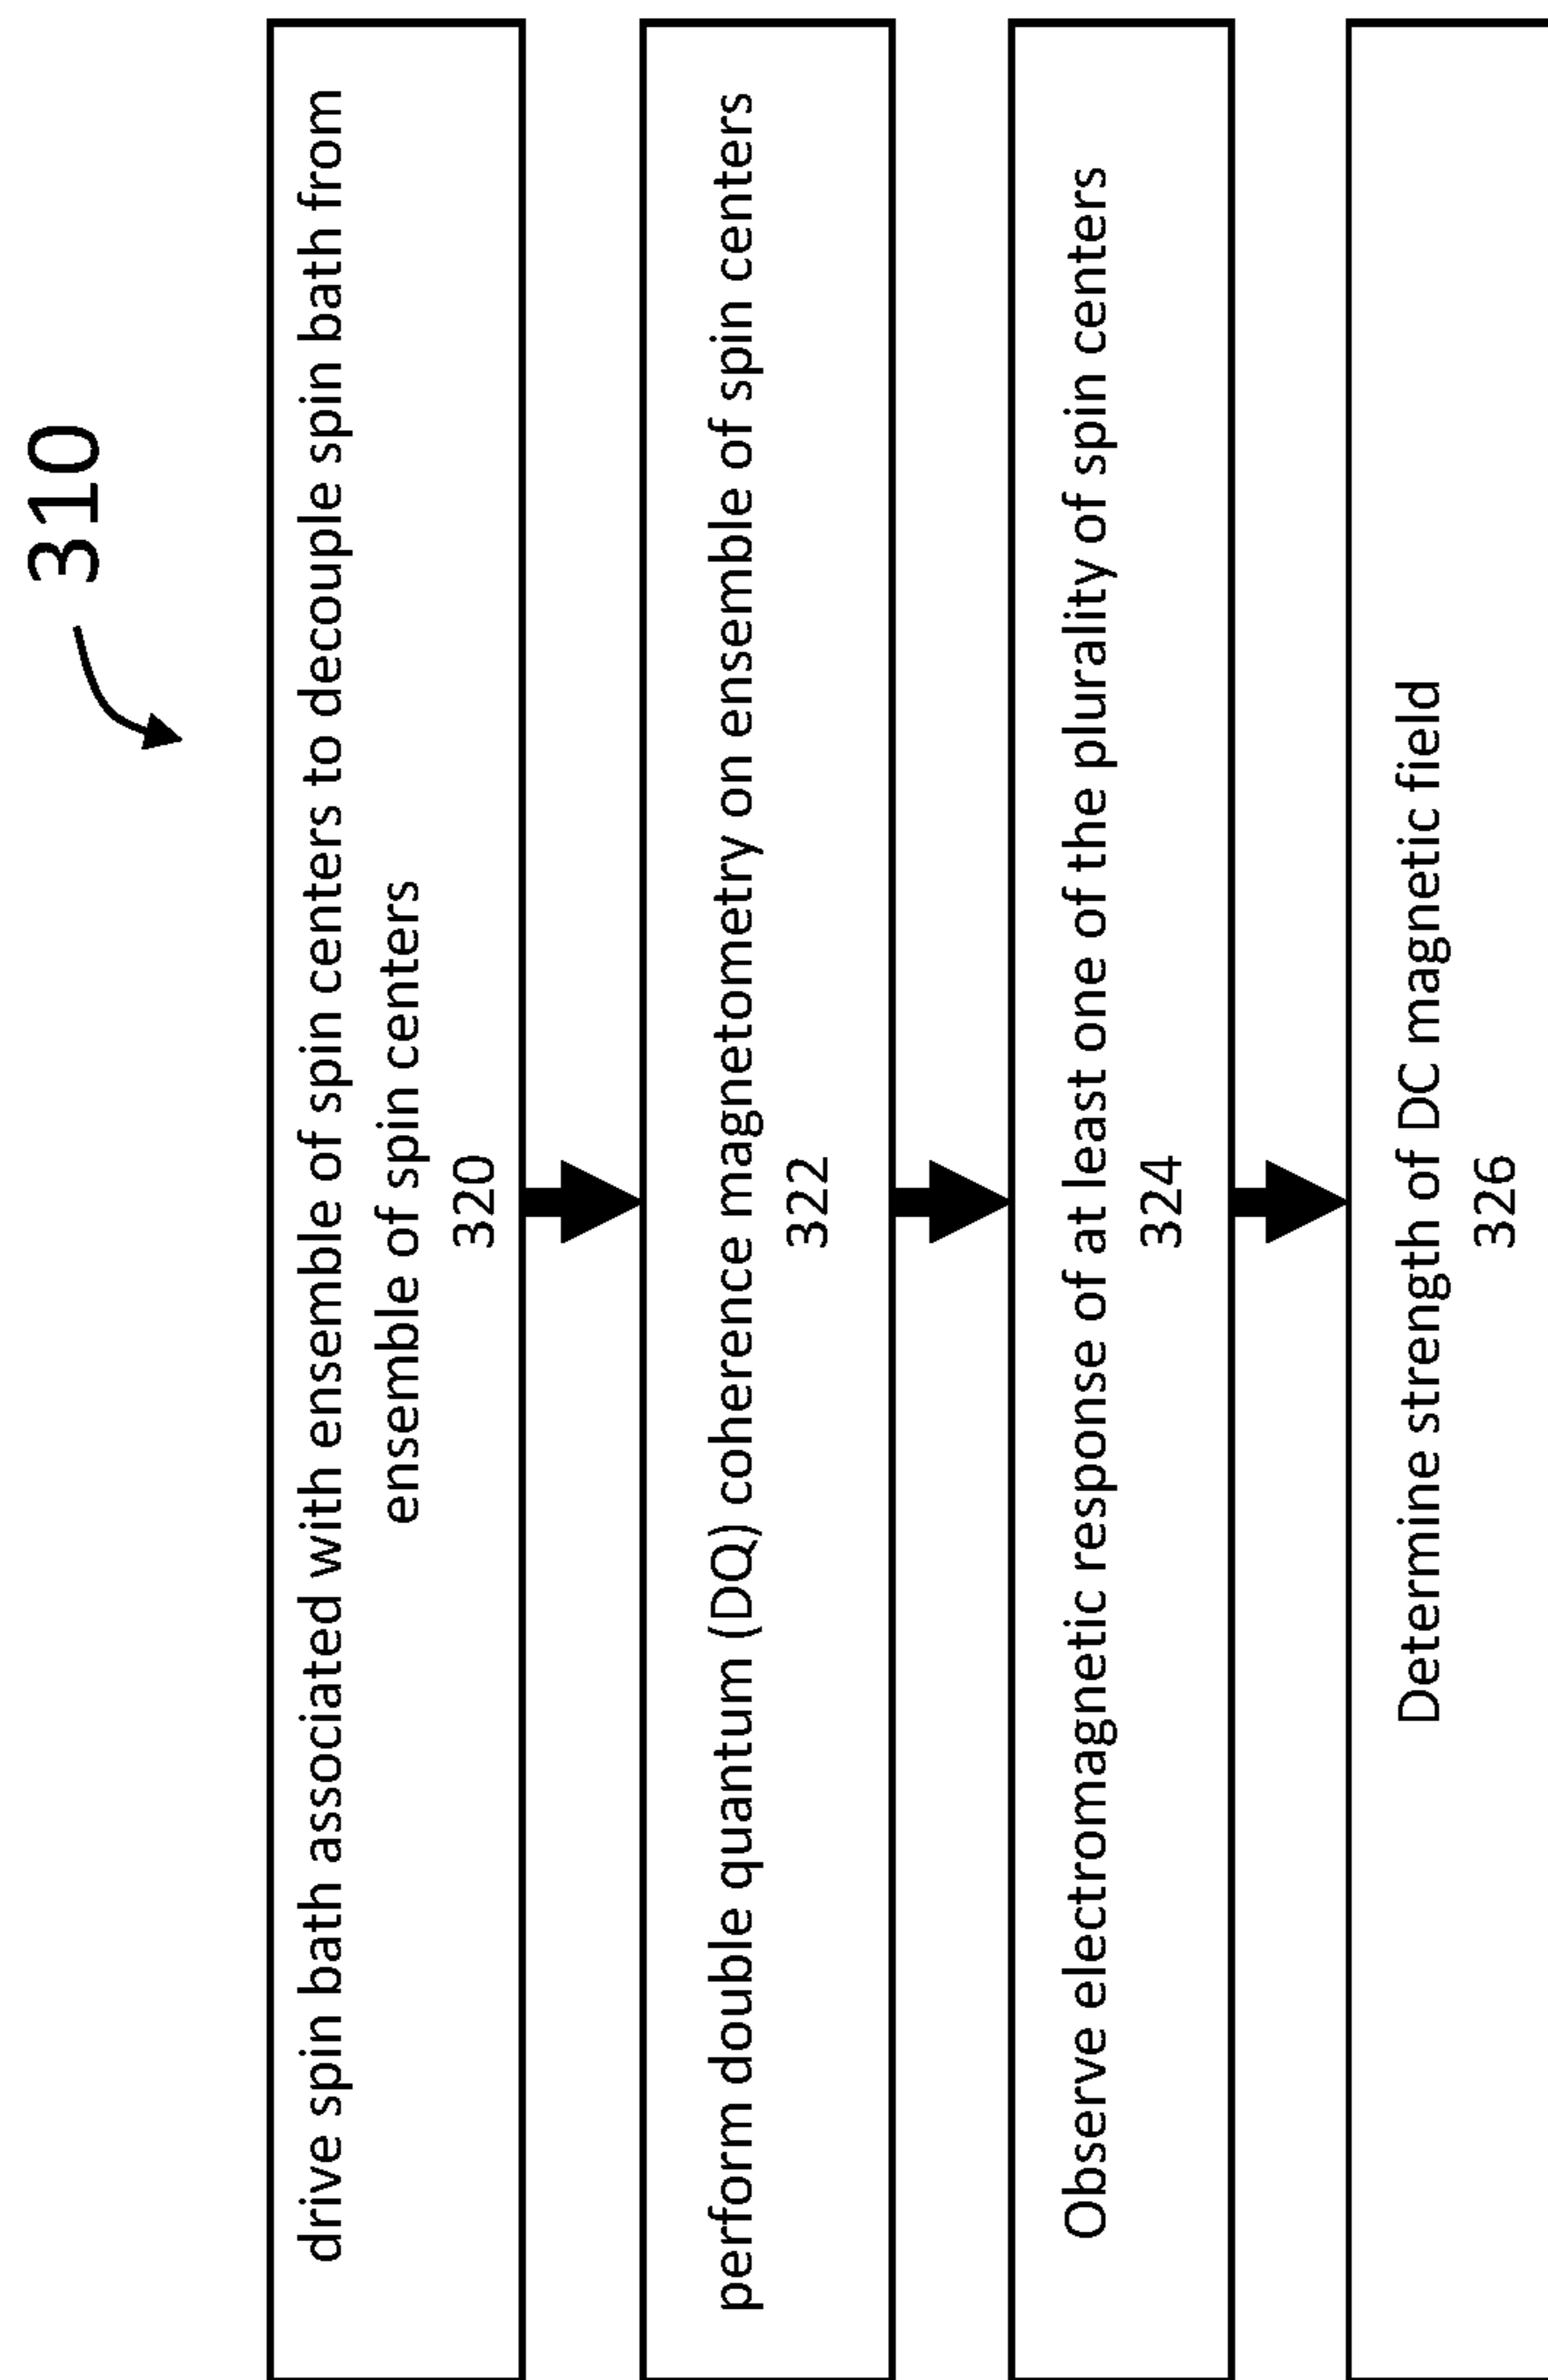 310
drive spin bath associated with ensemble of spin centers to decouple spin bath from
ensemble of spin centers
320
perform double quantum (DQ) coherence magnetometry on ensemble of spin centers
322
Observe electromagnetic response of at least one of the plurality of spin centers
324
Determine strength of DC magnetic field
326